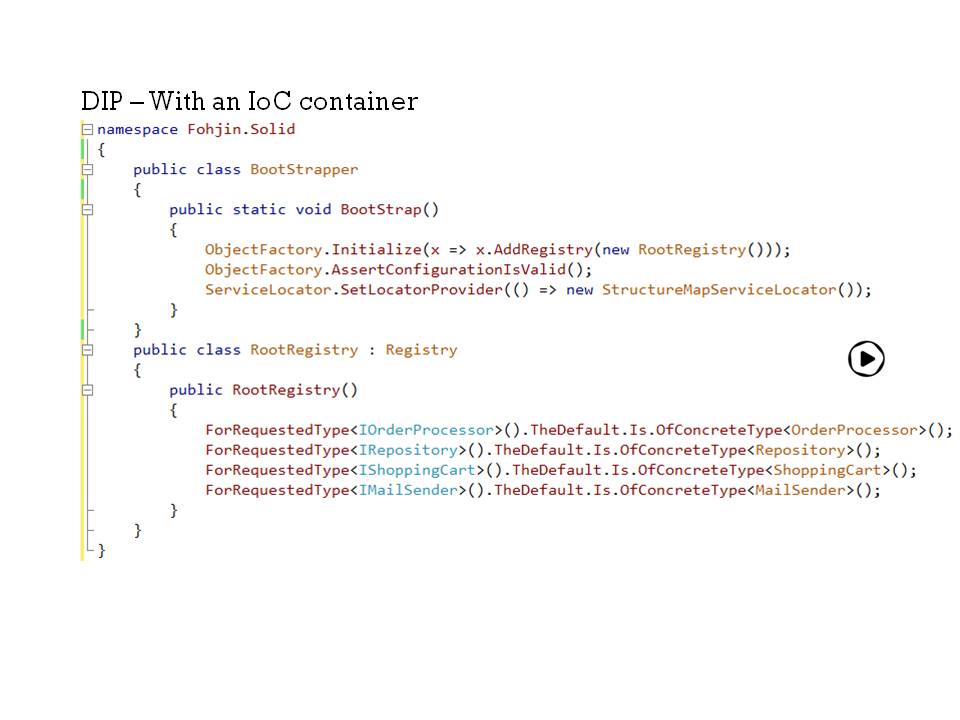 DIP – With an IoC container
namespace Fohjin.Solid
{
    public class BootStrapper
    {
        public static void BootStrap()
        {
            ObjectFactory.Initialize(x => x.AddRegistry(new RootRegistry()));
            ObjectFactory.AssertConfigurationIsValid();
            ServiceLocator.SetLocatorProvider(() => new StructureMapServiceLocator());
        }
    }
    public class RootRegistry : Registry
    {
        public RootRegistry()
        {
            ForRequestedType<IOrderProcessor>().TheDefault.Is.OfConcreteType<OrderProcessor>();
            ForRequestedType<IRepository>().TheDefault.Is.OfConcreteType<Repository>();
            ForRequestedType<IShoppingCart>().TheDefault.Is.OfConcreteType<ShoppingCart>();
            ForRequestedType<IMailSender>().TheDefault.Is.OfConcreteType<MailSender>();
        }
    }
}